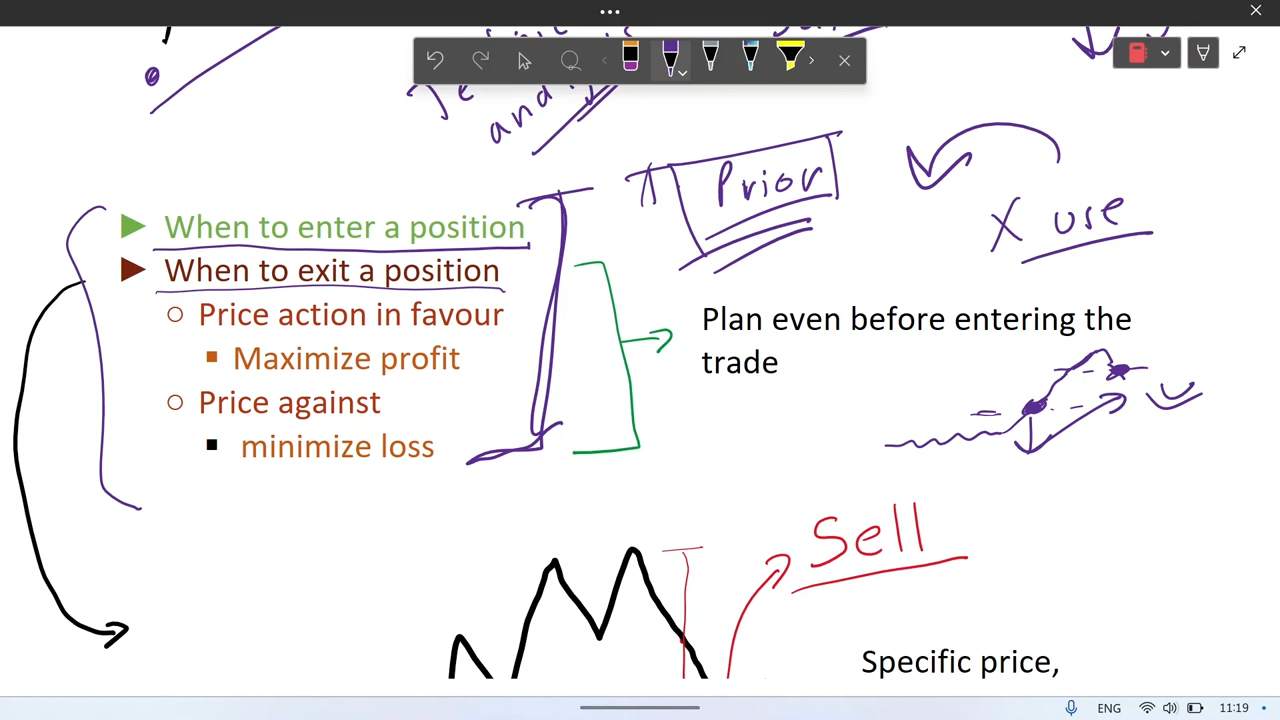 and
Prior
X use
▶ When to enter a position
▶ When to exit a position
○ Price action in favour
▪ Maximize profit
○ Price against
▪ minimize loss
Plan even before entering the
trade
Sell
Specific price,
ENG
11:19